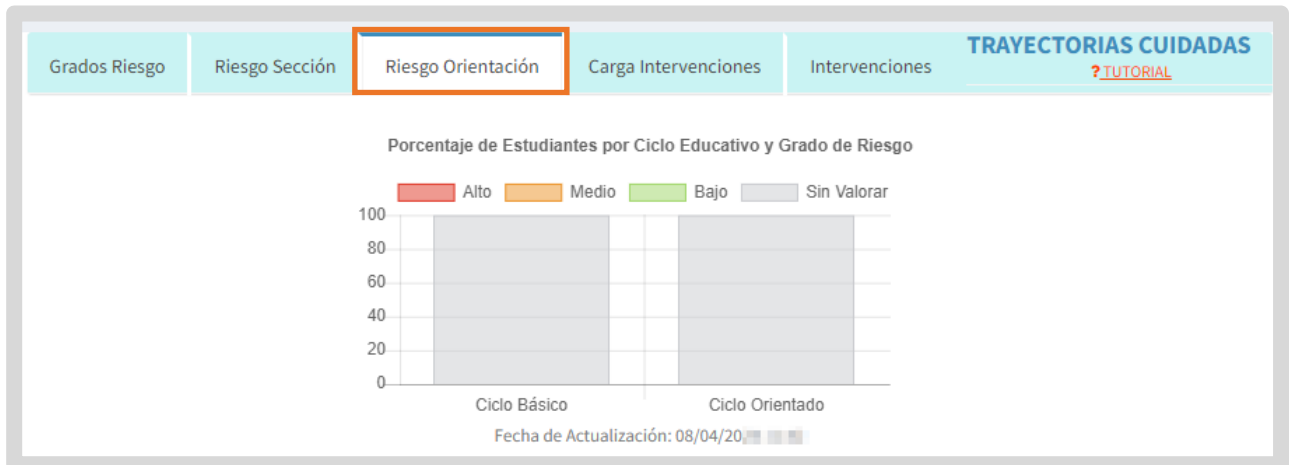 Grados Riesgo
Riesgo Sección
Riesgo Orientación
Carga Intervenciones
Intervenciones
TRAYECTORIAS CUIDADAS
? TUTORIAL
Porcentaje de Estudiantes por Ciclo Educativo y Grado de Riesgo
Alto Medio Bajo Sin Valorar
100
80
60
40
20
0
Ciclo Básico Ciclo Orientado
Fecha de Actualización: 08/04/20